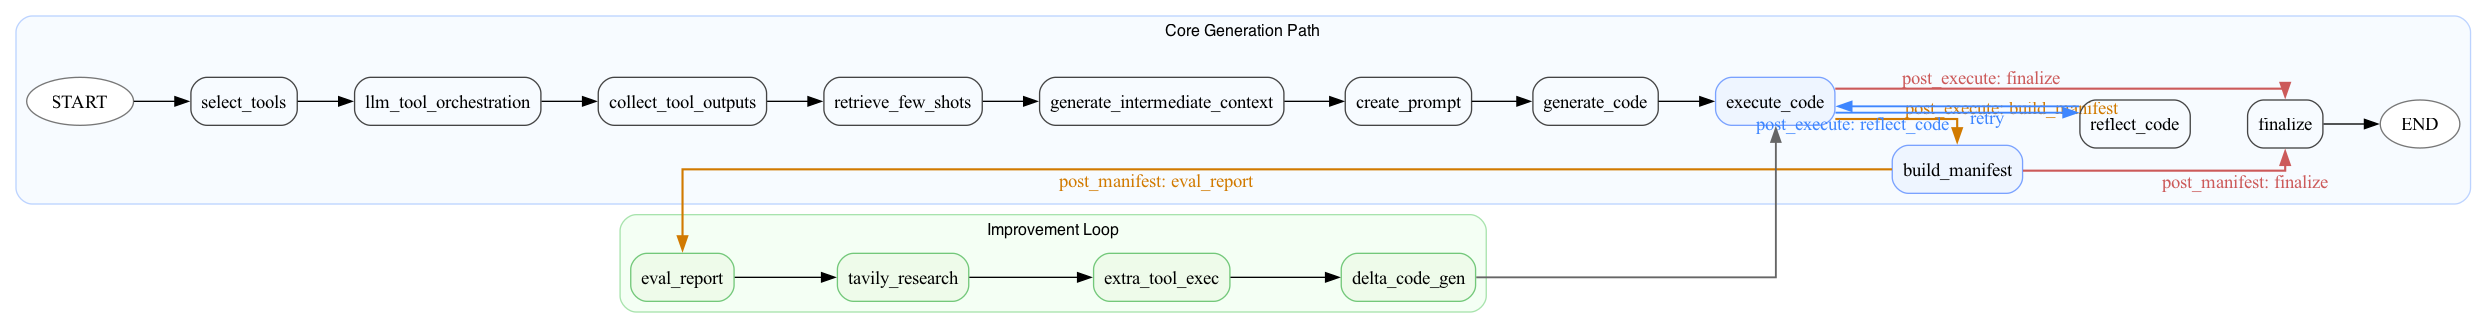 Core Generation Path
START
select_tools
llm_tool_orchestration
collect_tool_outputs
retrieve_few_shots
generate_intermediate_context
create_prompt
generate_code
execute_code
post_execute: finalize
post_execute: build_manifest
post_execute: reflect_code
retry
reflect_code
finalize
END
build_manifest
post_manifest: eval_report
post_manifest: finalize
Improvement Loop
eval_report
tavily_research
extra_tool_exec
delta_code_gen